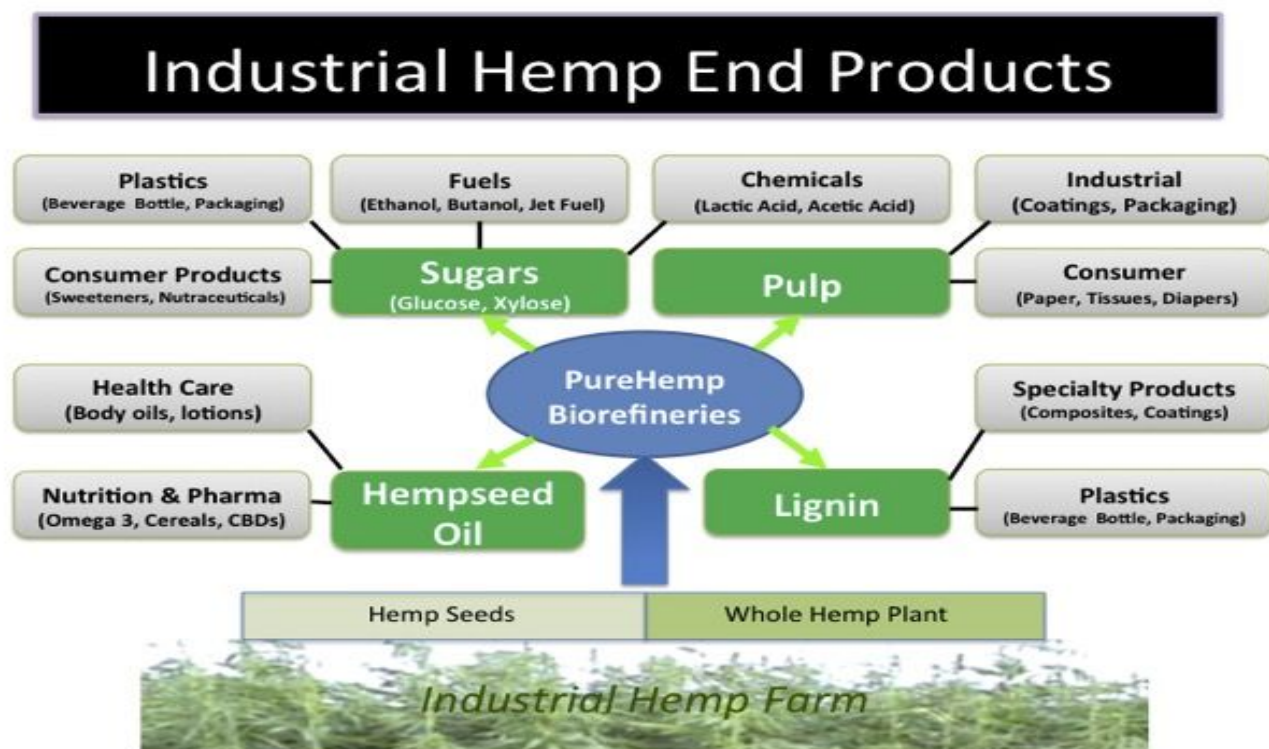 Industrial Hemp End Products
Plastics
(Beverage Bottle, Packaging)
Fuels
(Ethanol, Butanol, Jet Fuel)
Chemicals
(Lactic Acid, Acetic Acid)
Industrial
(Coatings, Packaging)
Consumer Products
(Sweeteners, Nutraceuticals)
Sugars
(Glucose, Xylose)
Pulp
Consumer
(Paper, Tissues, Diapers)
PureHemp
Biorefineries
Health Care
(Body oils, lotions)
Specialty Products
(Composites, Coatings)
Nutrition & Pharma
(Omega 3, Cereals, CBDs)
Hempseed
Oil
Lignin
Plastics
(Beverage Bottle, Packaging)
Hemp Seeds
Whole Hemp Plant
Industrial Hemp Farm